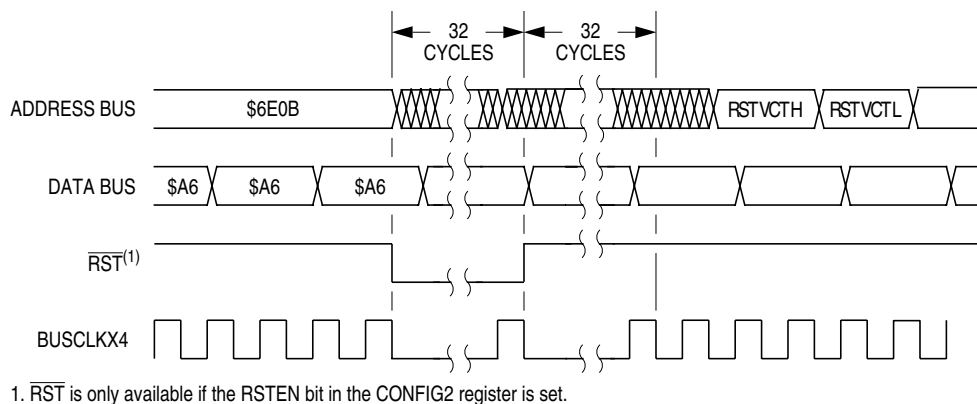 32
CYCLES
32
CYCLES
ADDRESS BUS
$6E0B
RSTVCTH
RSTVCTL
DATA BUS
$A6
$A6
$A6
RST(1)
BUSCLKX4
1. RST is only available if the RSTEN bit in the CONFIG2 register is set.